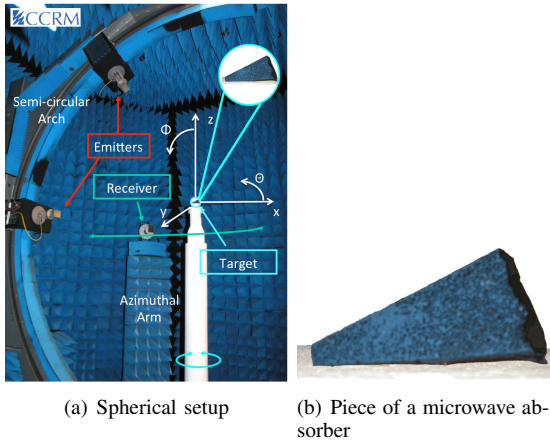 CCRM
Semi-circular
Arch
Emitters
Receiver
Φ
z
Θ
y
x
Target
Azimuthal
Arm
(a) Spherical setup
(b) Piece of a microwave ab-
sorber